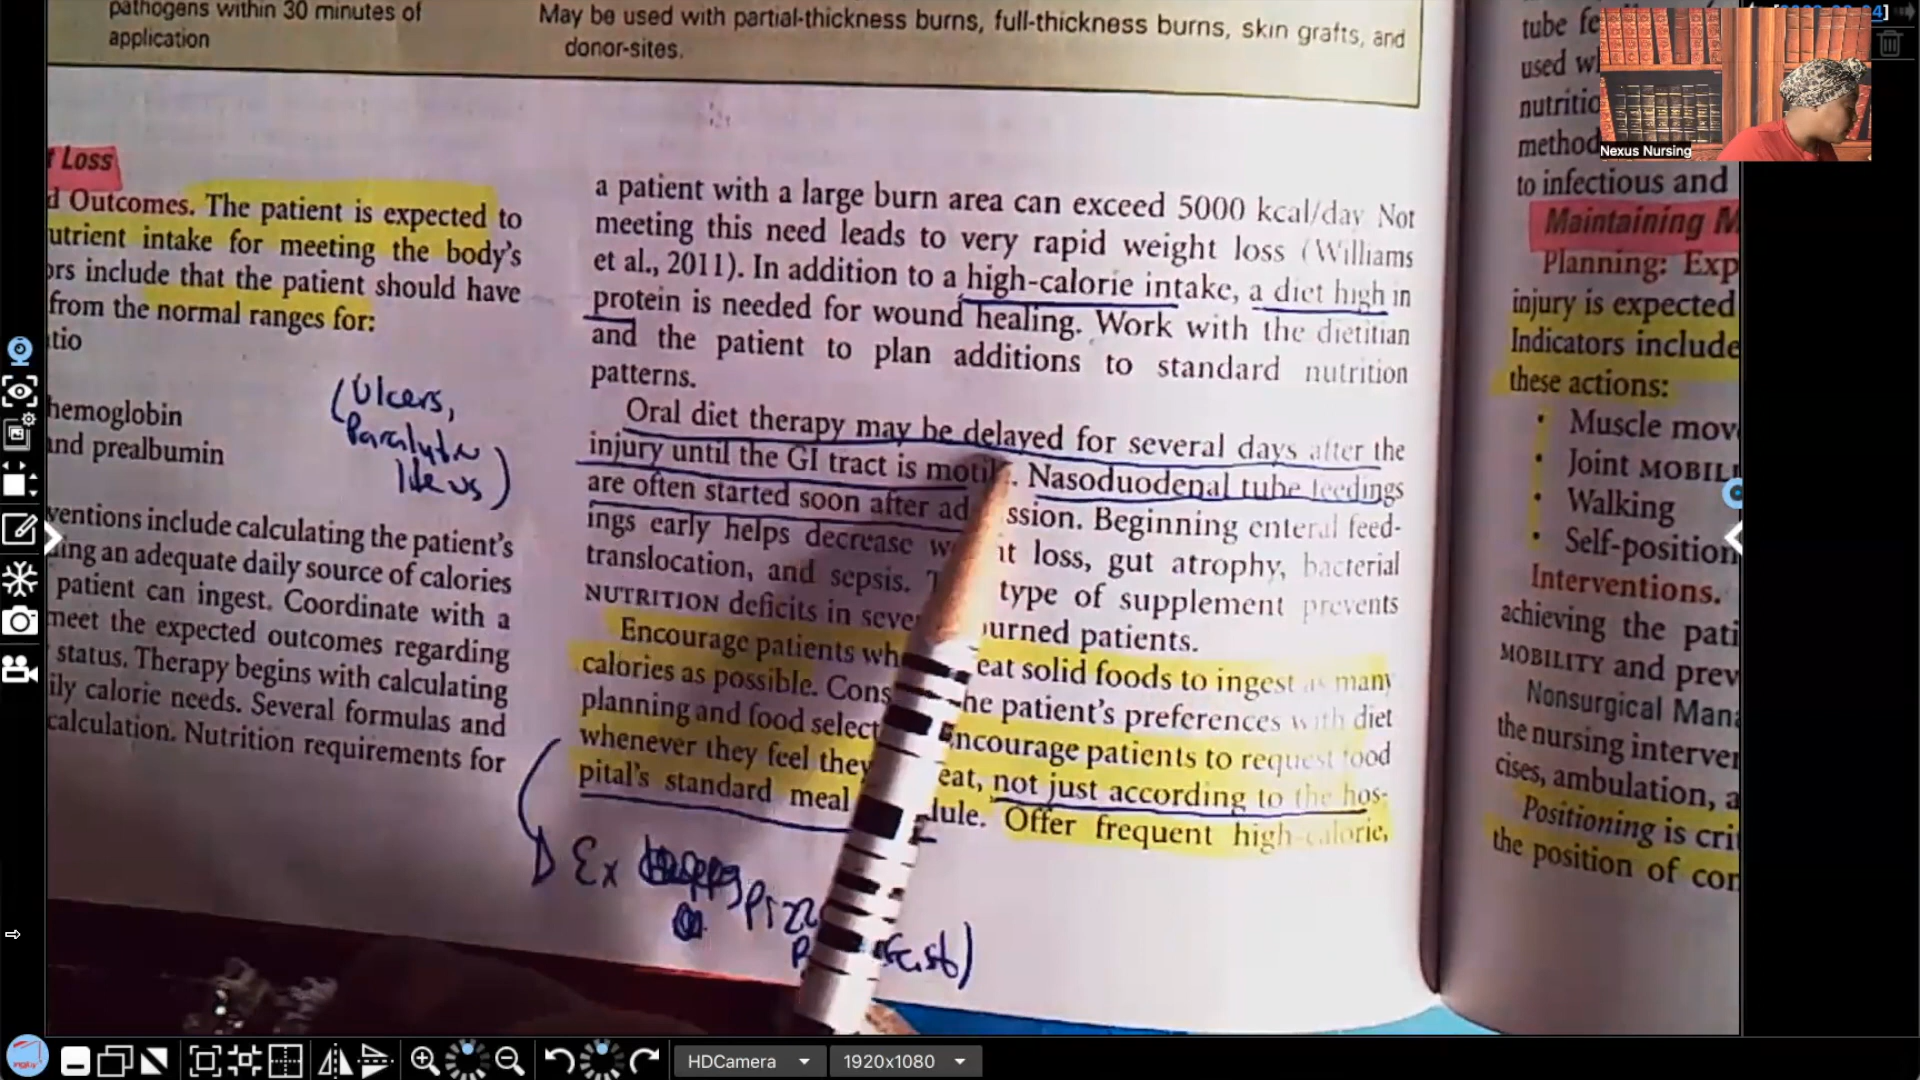 pathogens within 30 minutes of
application
May be used with partial-thickness burns, full-thickness burns, skin grafts, and
donor-sites.
Loss
d Outcomes. The patient is expected to
utrient intake for meeting the body's
ors include that the patient should have
from the normal ranges for:
tio
hemoglobin
and prealbumin
(Ulcers,
Paralytic
Ileus)
ventions include calculating the patient's
ing an adequate daily source of calories
patient can ingest. Coordinate with a
meet the expected outcomes regarding
status. Therapy begins with calculating
ily calorie needs. Several formulas and
calculation. Nutrition requirements for
a patient with a large burn area can exceed 5000 kcal/day. Not
meeting this need leads to very rapid weight loss (Williams
et al., 2011). In addition to a high-calorie intake, a diet high in
protein is needed for wound healing. Work with the dietitian
and the patient to plan additions to standard nutrition
patterns.
Oral diet therapy may be delayed for several days after the
injury until the GI tract is motil. Nasoduodenal tube feedings
are often started soon after ad ssion. Beginning enteral feed-
ings early helps decrease w t loss, gut atrophy, bacterial
translocation, and sepsis. T type of supplement prevents
NUTRITION deficits in seve urned patients.
Encourage patients wh eat solid foods to ingest as many
calories as possible. Cons he patient's preferences with diet
planning and food select Encourage patients to request food
whenever they feel they eat, not just according to the hos-
pital's standard meal dule. Offer frequent high-calorie,
Ex
tube fe
used w
nutritio
method
to infectious and
Maintaining M
Planning: Exp
injury is expected
Indicators include
these actions:
• Muscle mov
• Joint MOBILI
• Walking
• Self-position
Interventions.
achieving the pati
MOBILITY and prev
Nonsurgical Mana
the nursing interven
cises, ambulation, a
Positioning is crit
the position of con
Nexus Nursing
HDCamera
1920x1080